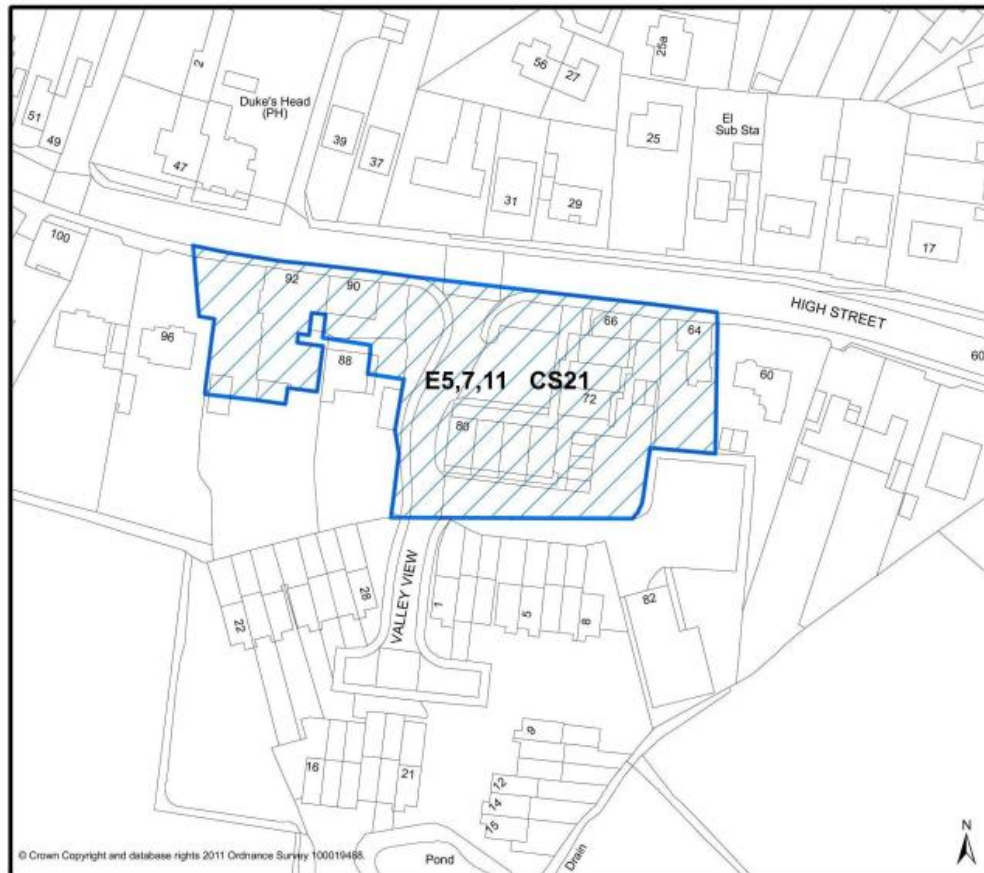 56
27
25a
2
Duke's Head
(PH)
51
49
47
39
37
El
Sub Sta
25
31
29
17
100
92
90
66
64
HIGH STREET
60
96
88
E5,7,11 CS21
60
72
80
VALLEY VIEW
22
28
1
5
8
82
16
21
9
12
14
15
Pond
Drain
N
© Crown Copyright and database rights 2011 Ordnance Survey 100019488.